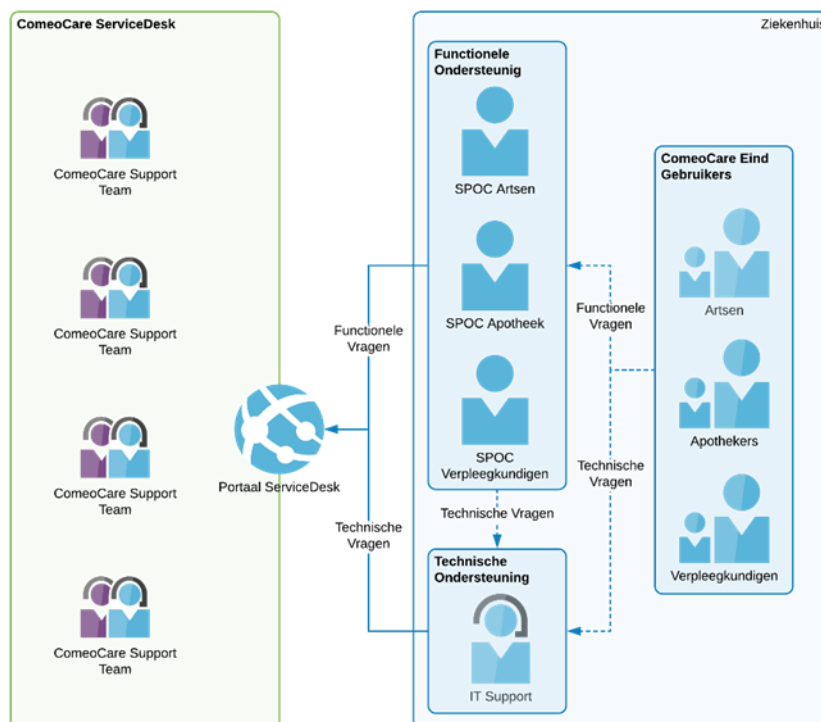 ComeoCare ServiceDesk
ComeoCare Support
Team
ComeoCare Support
Team
ComeoCare Support
Team
ComeoCare Support
Team
Portaal ServiceDesk
Functionele
Vragen
Technische
Vragen
Ziekenhuis
Functionele
Ondersteunig
SPOC Artsen
SPOC Apotheek
SPOC
Verpleegkundigen
Technische Vragen
Technische
Ondersteuning
IT Support
Functionele
Vragen
Technische
Vragen
ComeoCare Eind
Gebruikers
Artsen
Apothekers
Verpleegkundigen